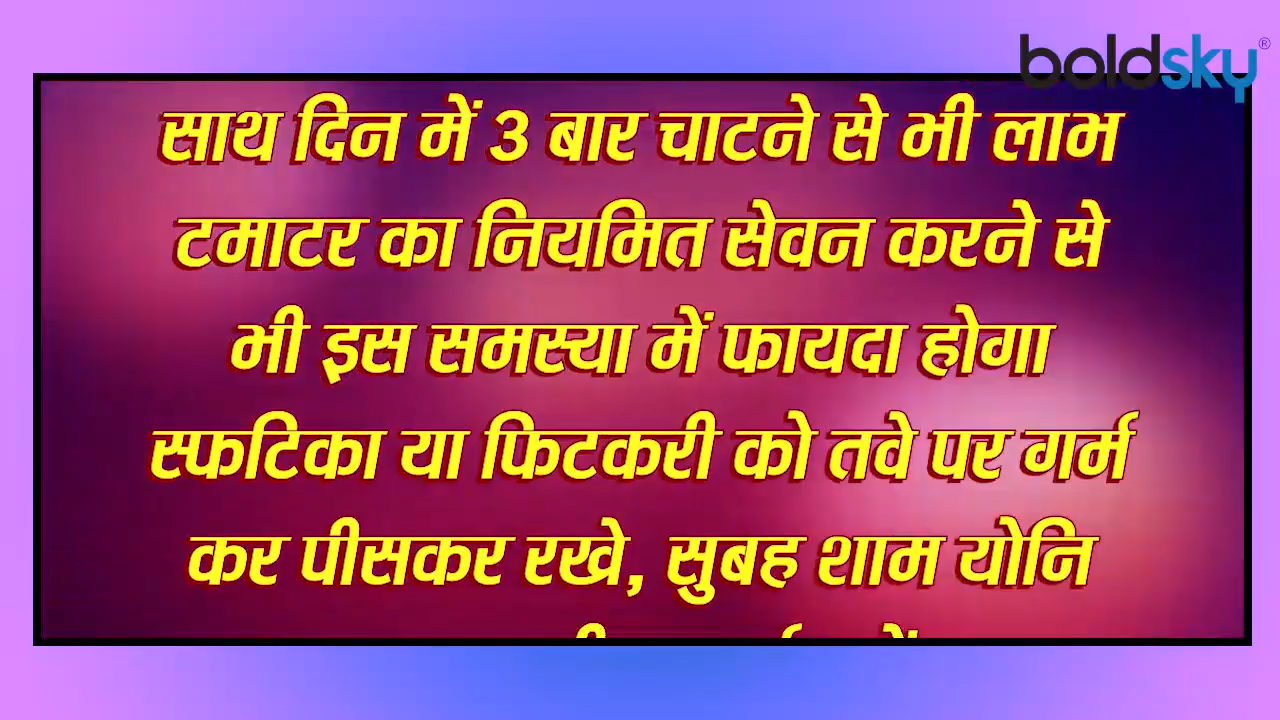 boldsky®
साथ दिन में 3 बार चाटने से भी लाभ
टमाटर का नियमित सेवन करने से
भी इस समस्या में फायदा होगा
स्फटिका या फिटकरी को तवे पर गर्म
कर पीसकर रखे, सुबह शाम योनि